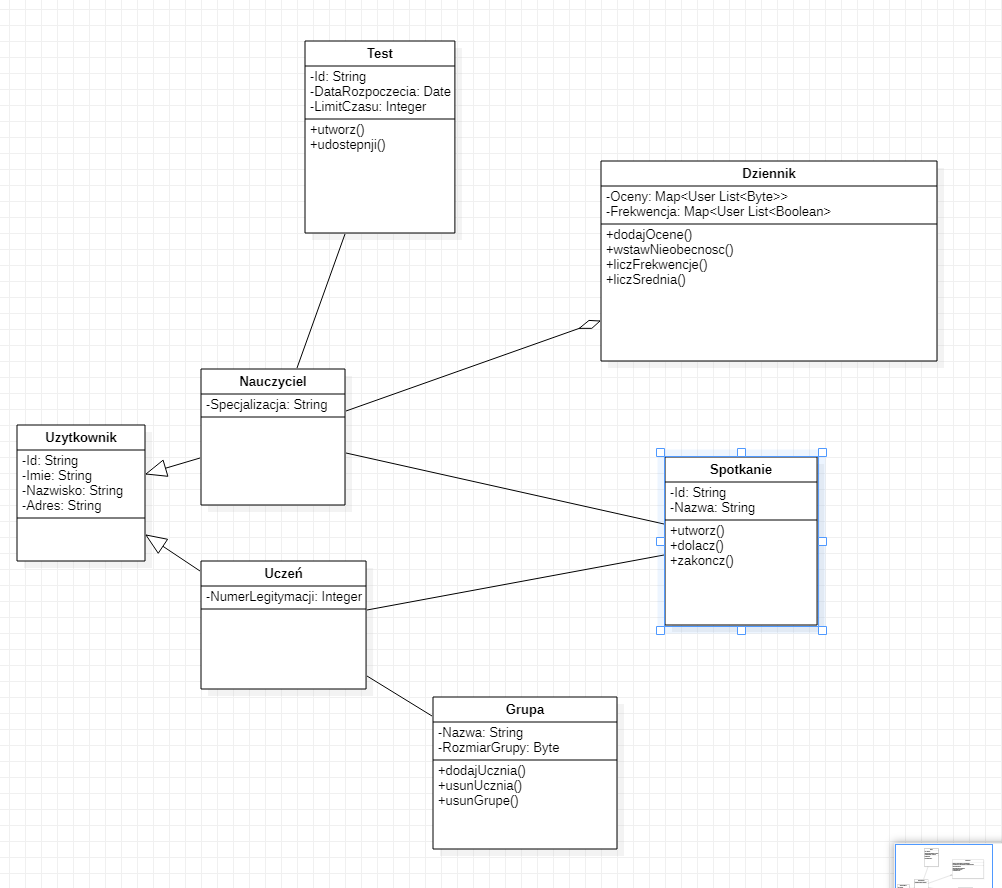 Test
-Id: String
-DataRozpoczecia: Date
-LimitCzasu: Integer
+utworz()
+udostepnji()
Dziennik
-Oceny: Map<User List<Byte>>
-Frekwencja: Map<User List<Boolean>
+dodajOcene()
+wstawNieobecnosc()
+liczFrekwencje()
+liczSrednia()
Nauczyciel
-Specjalizacja: String
Uzytkownik
-Id: String
-Imie: String
-Nazwisko: String
-Adres: String
Spotkanie
-Id: String
-Nazwa: String
+utworz()
+dolacz()
+zakoncz()
Uczeń
-NumerLegitymacji: Integer
Grupa
-Nazwa: String
-RozmiarGrupy: Byte
+dodajUcznia()
+usunUcznia()
+usunGrupe()